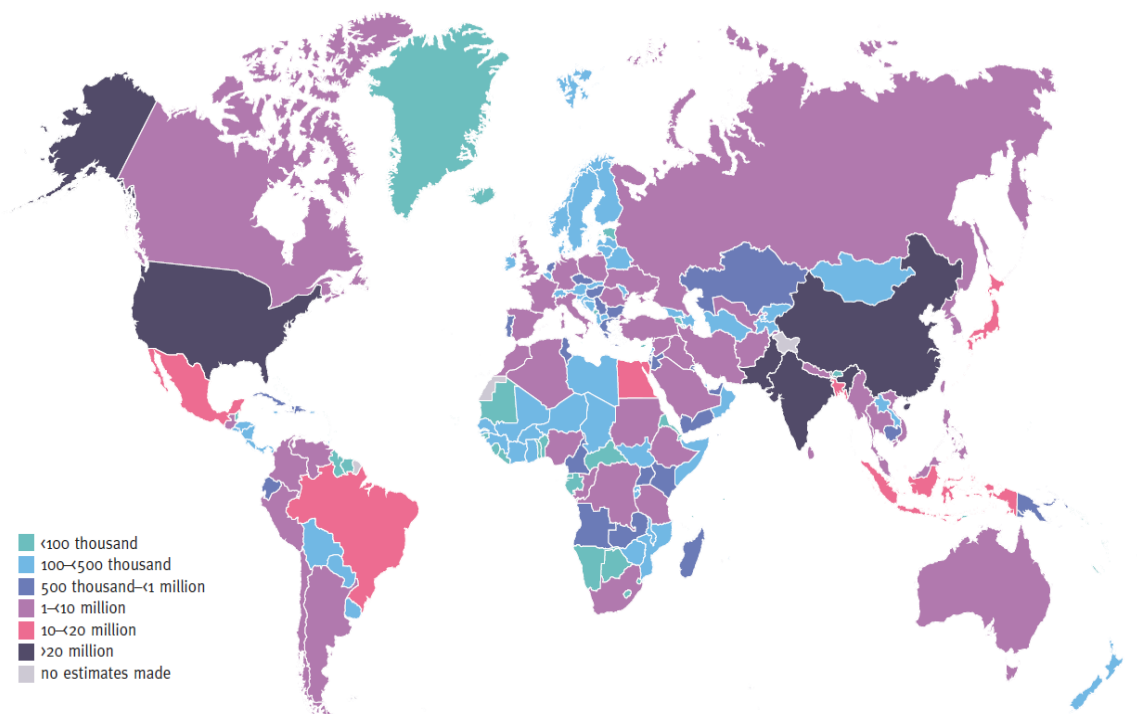 <100 thousand
100–<500 thousand
500 thousand–<1 million
1–<10 million
10–<20 million
>20 million
no estimates made